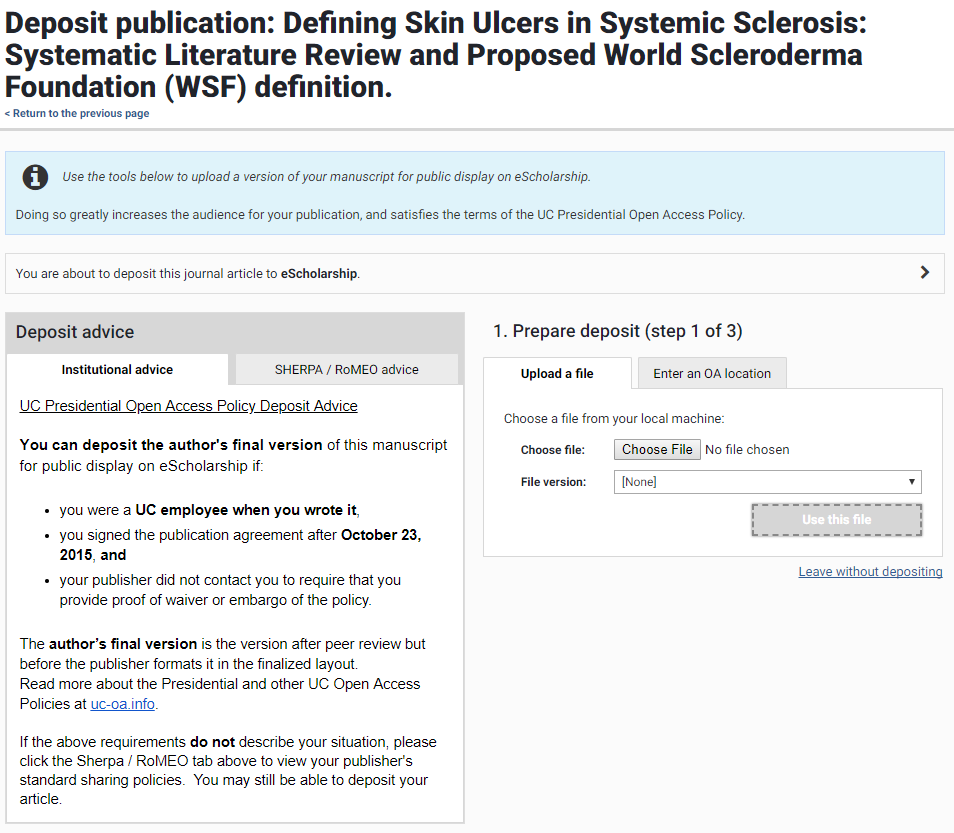 Deposit publication: Defining Skin Ulcers in Systemic Sclerosis:
Systematic Literature Review and Proposed World Scleroderma
Foundation (WSF) definition.
< Return to the previous page
Use the tools below to upload a version of your manuscript for public display on eScholarship.
Doing so greatly increases the audience for your publication, and satisfies the terms of the UC Presidential Open Access Policy.
You are about to deposit this journal article to eScholarship.
Deposit advice
Institutional advice
SHERPA / RoMEO advice
UC Presidential Open Access Policy Deposit Advice
You can deposit the author's final version of this manuscript
for public display on eScholarship if:
• you were a UC employee when you wrote it,
• you signed the publication agreement after October 23,
2015, and
• your publisher did not contact you to require that you
provide proof of waiver or embargo of the policy.
The author's final version is the version after peer review but
before the publisher formats it in the finalized layout.
Read more about the Presidential and other UC Open Access
Policies at uc-oa.info.
If the above requirements do not describe your situation, please
click the Sherpa / RoMEO tab above to view your publisher's
standard sharing policies.  You may still be able to deposit your
article.
1. Prepare deposit (step 1 of 3)
Upload a file
Enter an OA location
Choose a file from your local machine:
Choose file: Choose File No file chosen
File version: [None]
Use this file
Leave without depositing